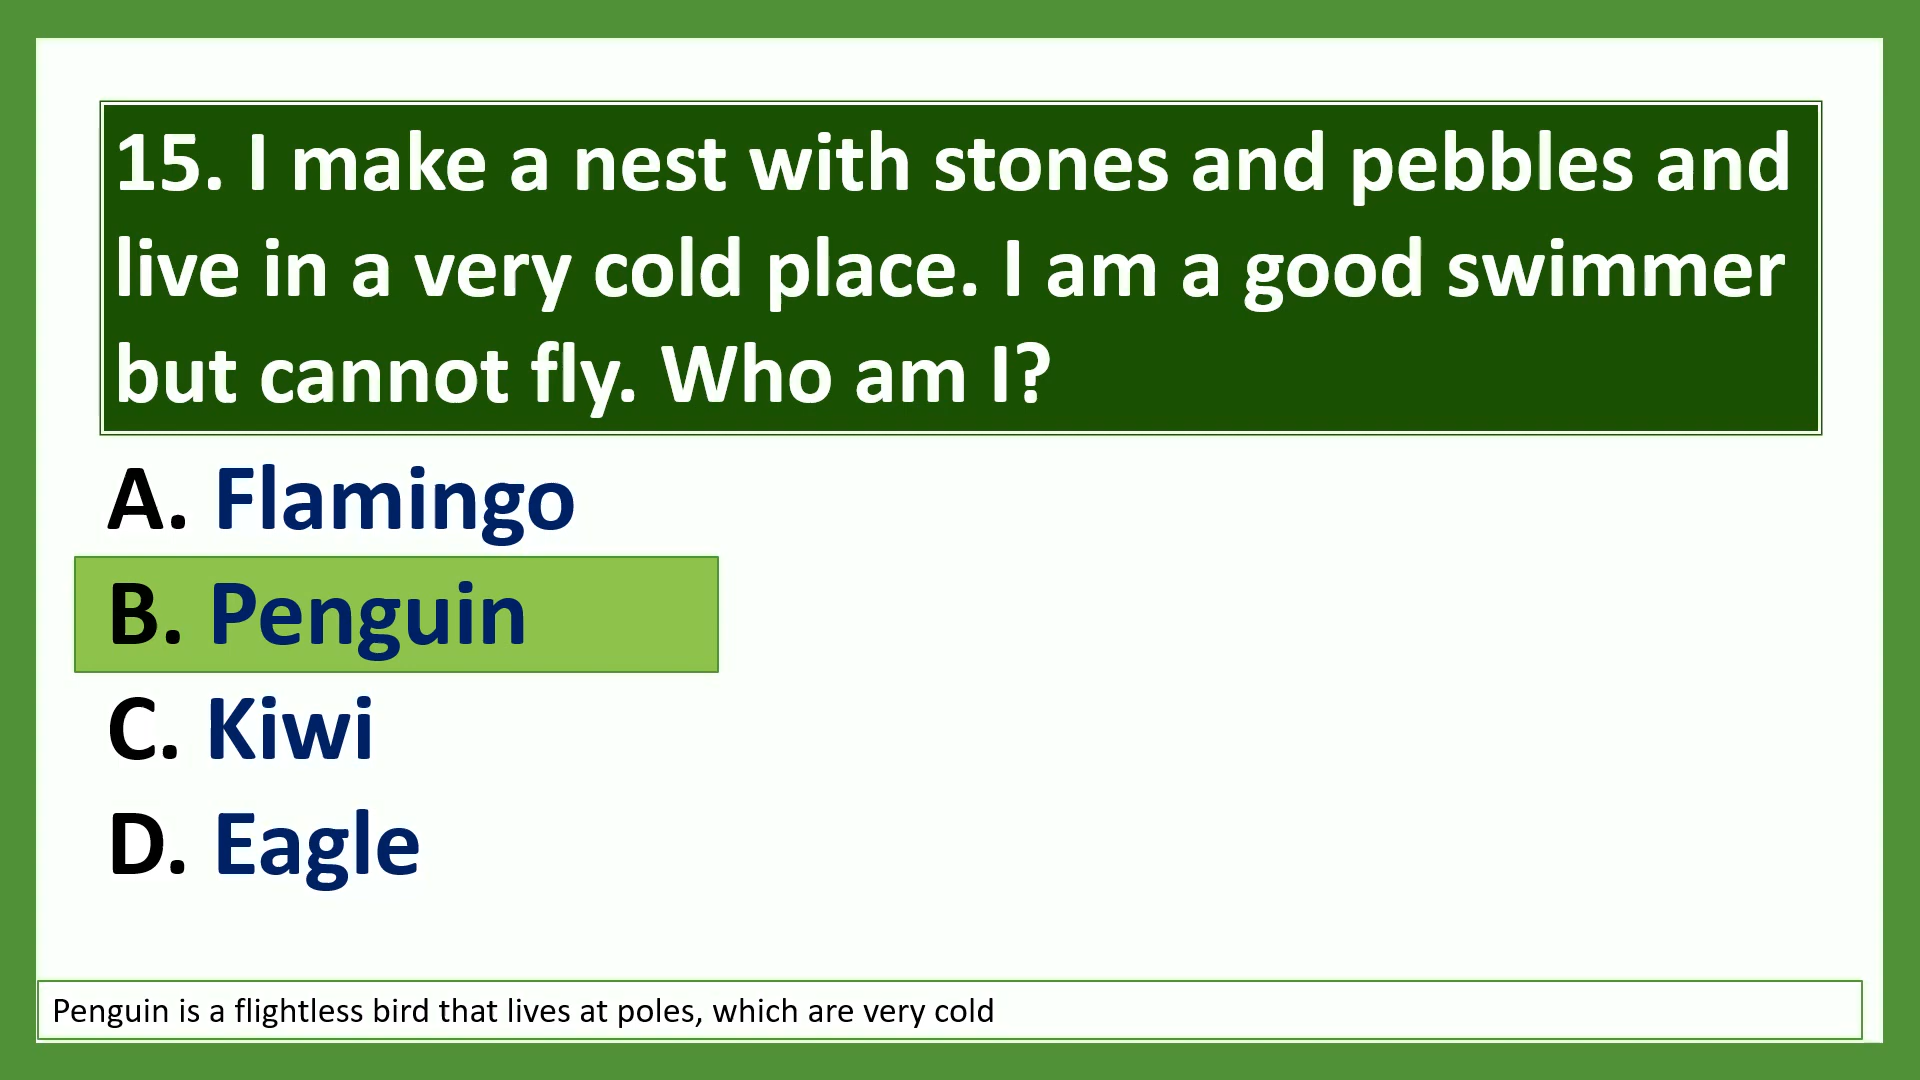 15. I make a nest with stones and pebbles and
live in a very cold place. I am a good swimmer
but cannot fly. Who am I?
A. Flamingo
B. Penguin
C. Kiwi
D. Eagle
Penguin is a flightless bird that lives at poles, which are very cold